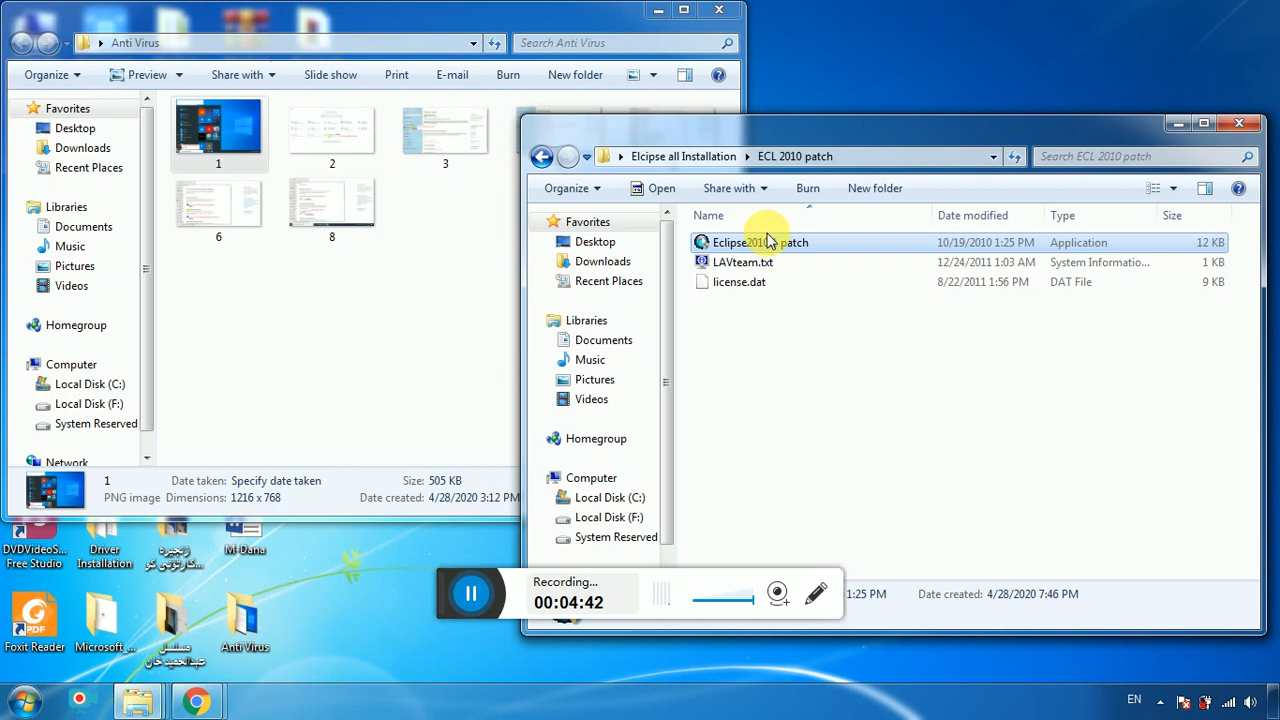 Anti Virus
Search Anti Virus
Organize
Preview
Share with
Slide show
Print
E-mail
Burn
New folder
Favorites
Desktop
Downloads
Recent Places
Libraries
Documents
Music
Pictures
Videos
Homegroup
Computer
Local Disk (C:)
Local Disk (F:)
System Reserved
Network
1
2
3
6
8
1
PNG image
Date taken: Specify date taken
Dimensions: 1216 x 768
Size: 505 KB
Date created: 4/28/2020 3:12 PM
Elcipse all Installation
ECL 2010 patch
Search ECL 2010 patch
Organize
Open
Share with
Burn
New folder
Favorites
Desktop
Downloads
Recent Places
Libraries
Documents
Music
Pictures
Videos
Homegroup
Computer
Local Disk (C:)
Local Disk (F:)
System Reserved
Name Date modified Type Size
Eclipse2010 patch 10/19/2010 1:25 PM Application 12 KB
LAVteam.txt 12/24/2011 1:03 AM System Informatio... 1 KB
license.dat 8/22/2011 1:56 PM DAT File 9 KB
1:25 PM
Date created: 4/28/2020 7:46 PM
Recording...
00:04:42
DVDVideoS...
Free Studio
Driver
Installation
زنجیره
کارتونی کو...
M-Dana
Foxit Reader
PDF
Microsoft_...
مسلسل
عبدالحمید خان
Anti Virus
EN